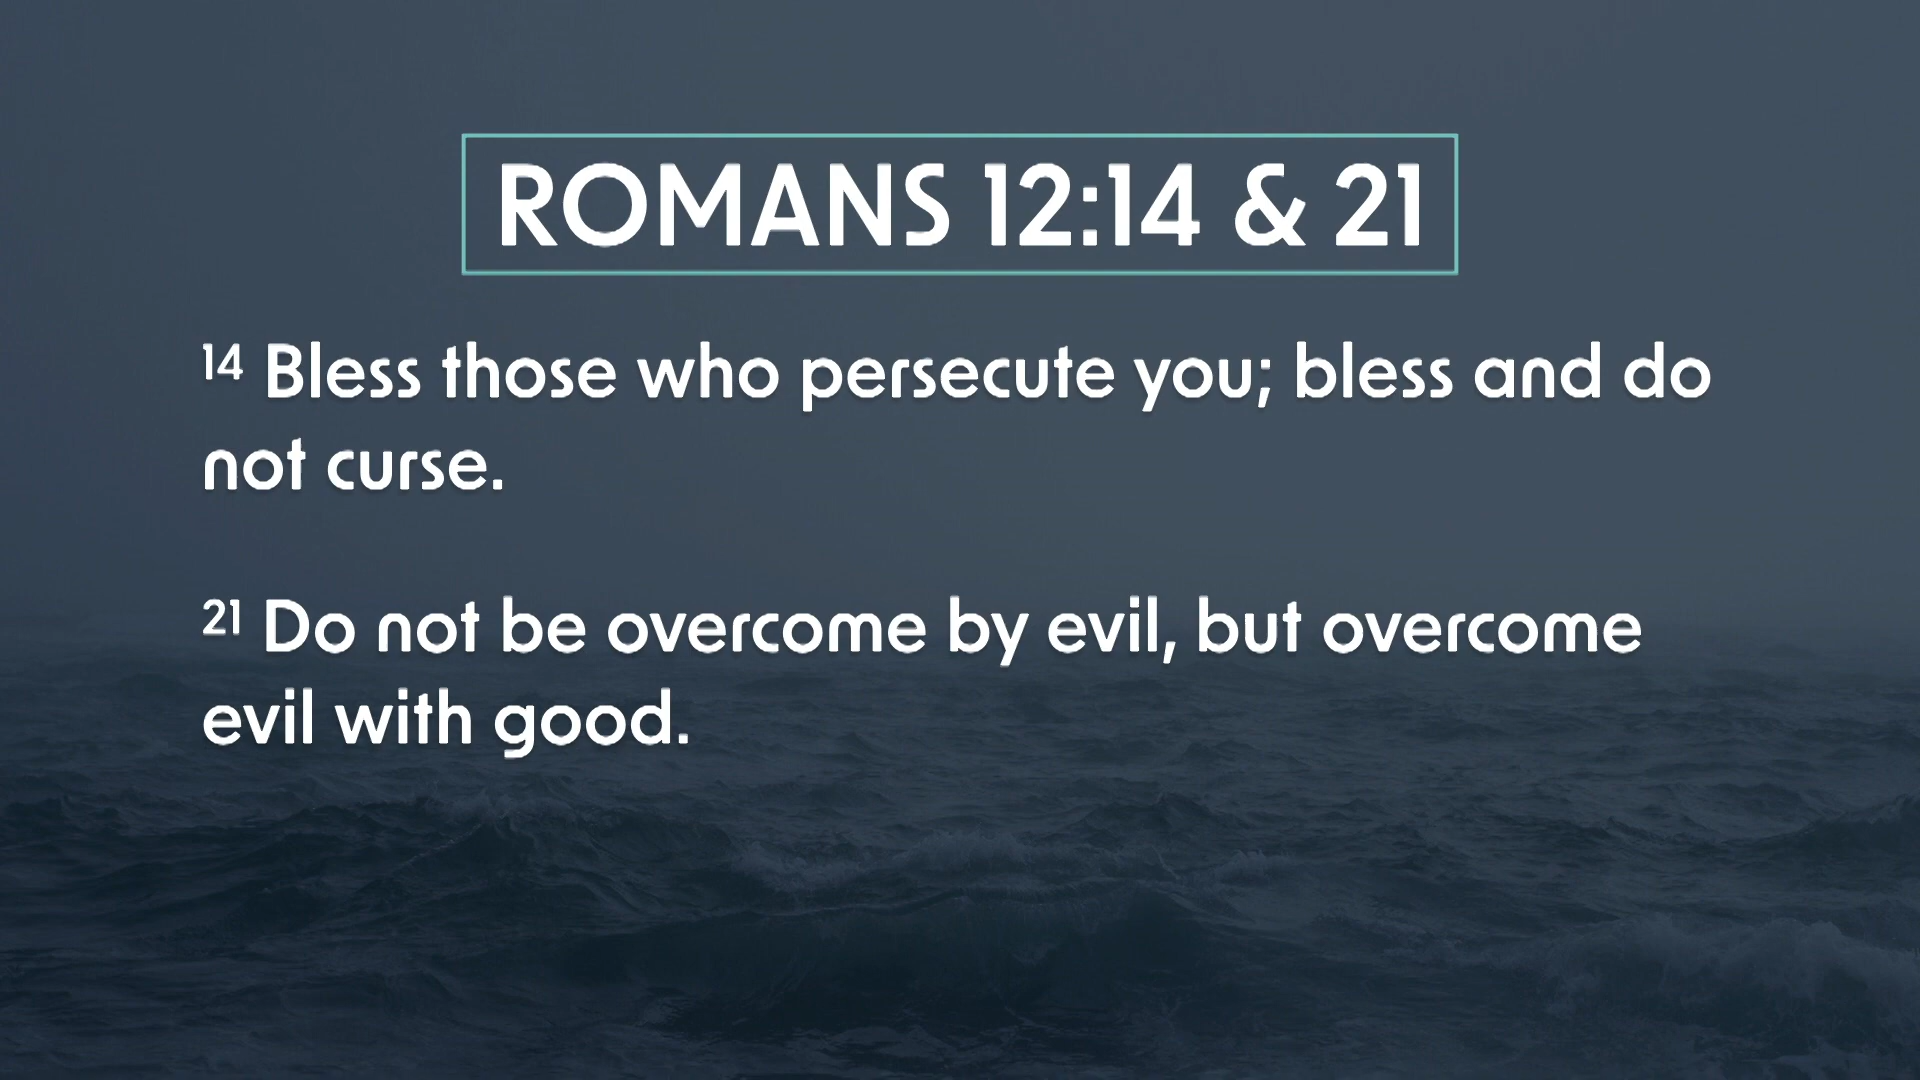 ROMANS 12:14 & 21
14 Bless those who persecute you; bless and do
not curse.
21 Do not be overcome by evil, but overcome
evil with good.